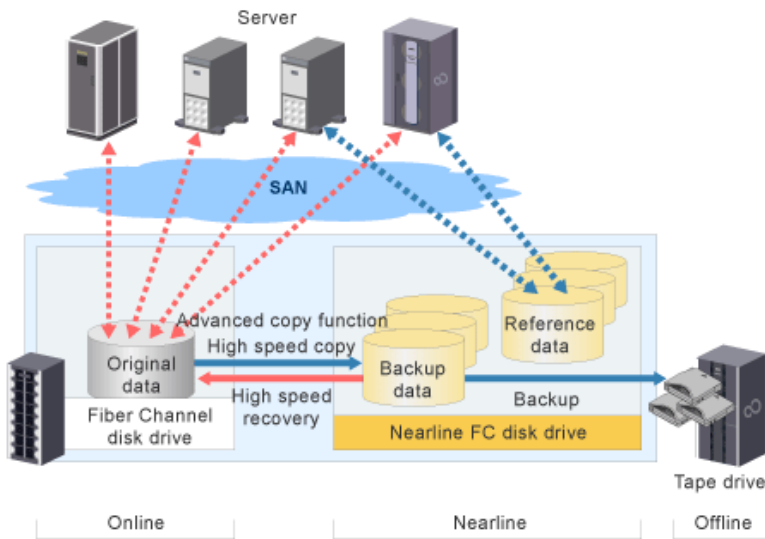 Server
SAN
Advanced copy function
High speed copy
Original
data
High speed
recovery
Fiber Channel
disk drive
Backup
data
Reference
data
Backup
Nearline FC disk drive
Tape drive
Online
Nearline
Offline